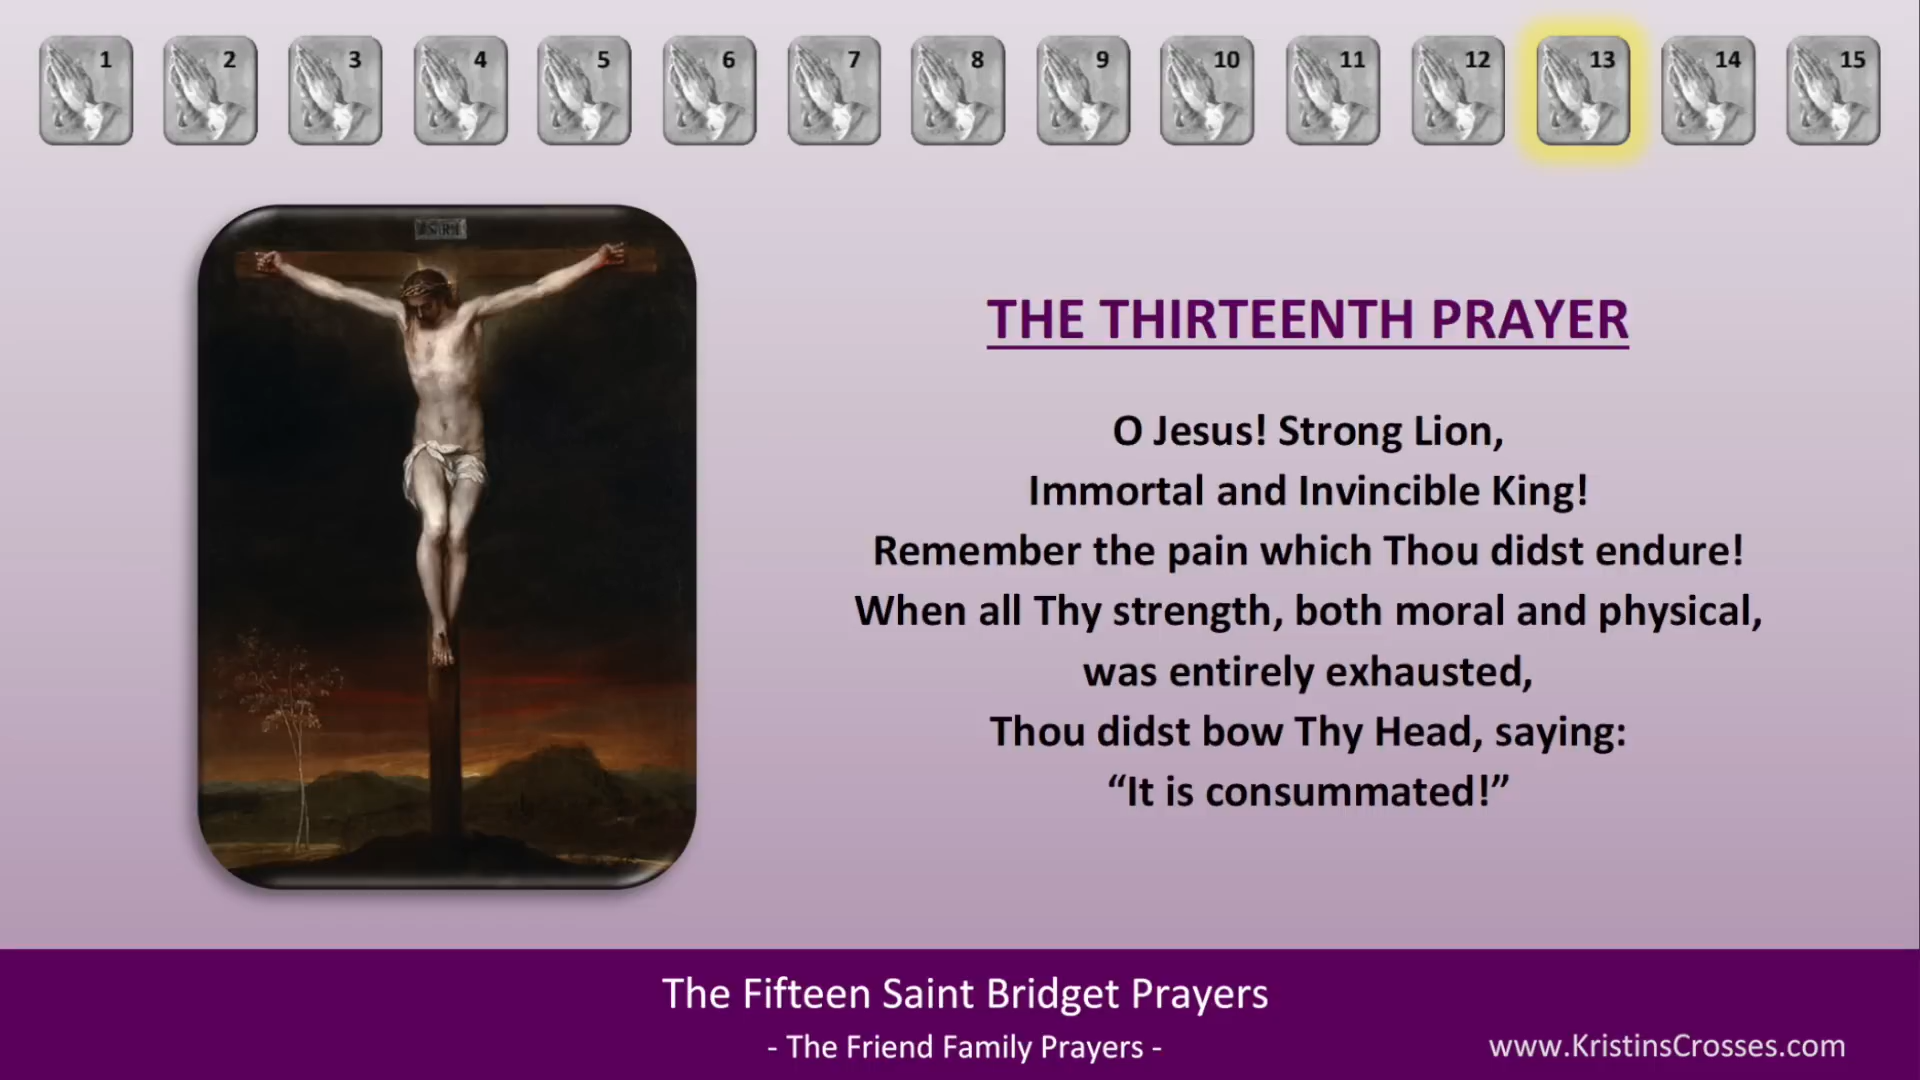 1 2 3 4 5 6 7 8 9 10 11 12 13 14 15
THE THIRTEENTH PRAYER
O Jesus! Strong Lion,
Immortal and Invincible King!
Remember the pain which Thou didst endure!
When all Thy strength, both moral and physical,
was entirely exhausted,
Thou didst bow Thy Head, saying:
“It is consummated!”
The Fifteen Saint Bridget Prayers
- The Friend Family Prayers -
www.KristinsCrosses.com